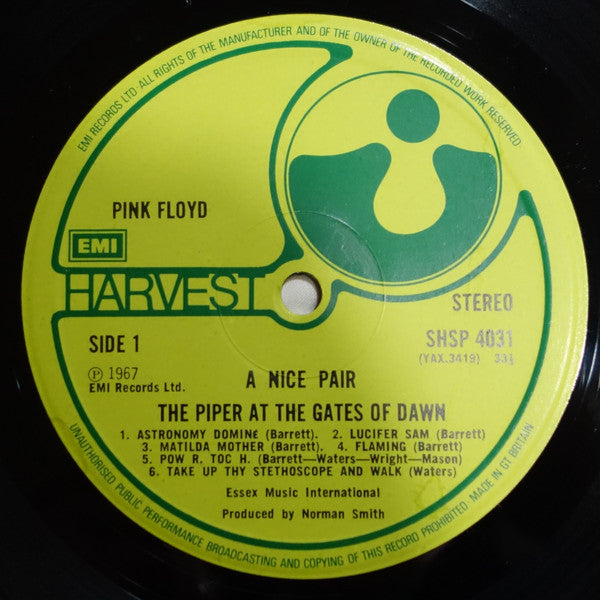 EMI RECORDS LTD·ALL RIGHTS OF THE MANUFACTURER AND OF THE OWNER OF THE RECORDED WORK RESERVED·
PINK FLOYD
EMI
HARVEST
STEREO
SIDE 1
SHSP 4031
(YAX.3419) 33⅓
Ⓟ 1967
EMI Records Ltd.
A NICE PAIR
THE PIPER AT THE GATES OF DAWN
1. ASTRONOMY DOMINÉ (Barrett). 2. LUCIFER SAM (Barrett)
3. MATILDA MOTHER (Barrett). 4. FLAMING (Barrett)
5. POW R. TOC H. (Barrett—Waters—Wright—Mason)
6. TAKE UP THY STETHOSCOPE AND WALK (Waters)
Essex Music International
Produced by Norman Smith
UNAUTHORISED PUBLIC PERFORMANCE BROADCASTING AND COPYING OF THIS RECORD PROHIBITED·MADE IN GT BRITAIN